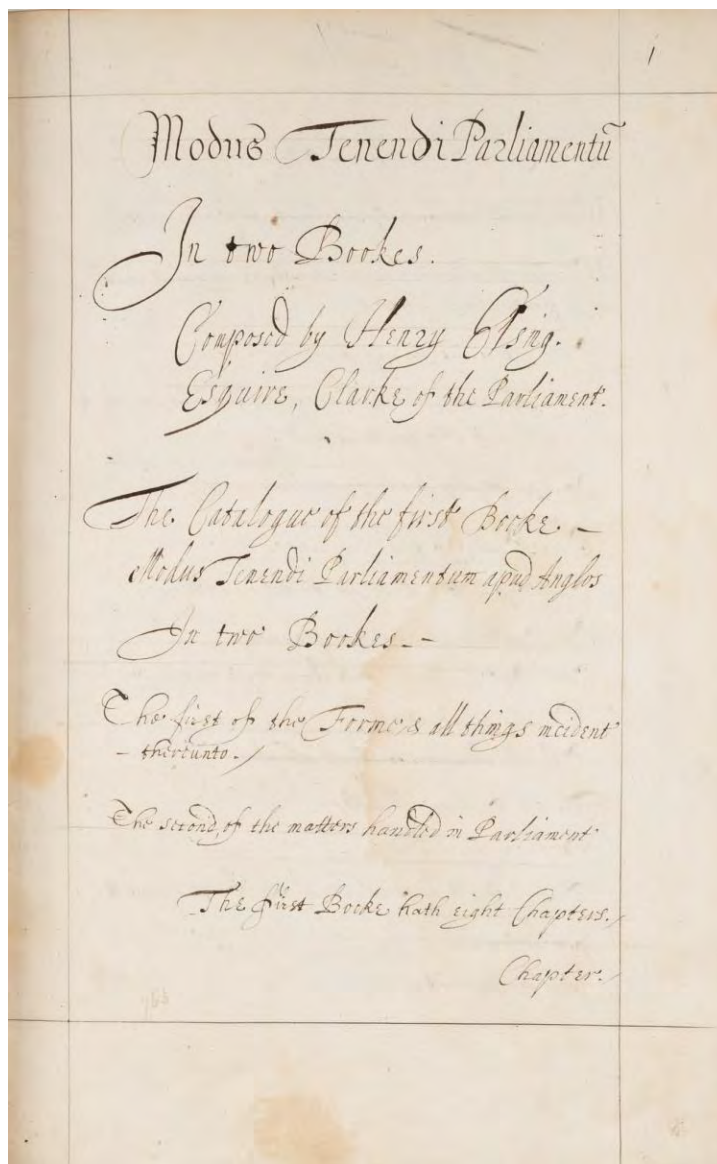 1
Modus Tenendi Parliamentū
In two Bookes.
Composed by Henry Elsing.
Esquire, Clarke of the Parliament.
The Catalogue of the first Booke –
Modus Tenendi Parliamentum apud Anglos
In two Bookes –
The first of the Forme & all things incident
– thereunto –/
The second, of the matters handled in Parliament
The first Booke hath eight Chapters./
Chapter./